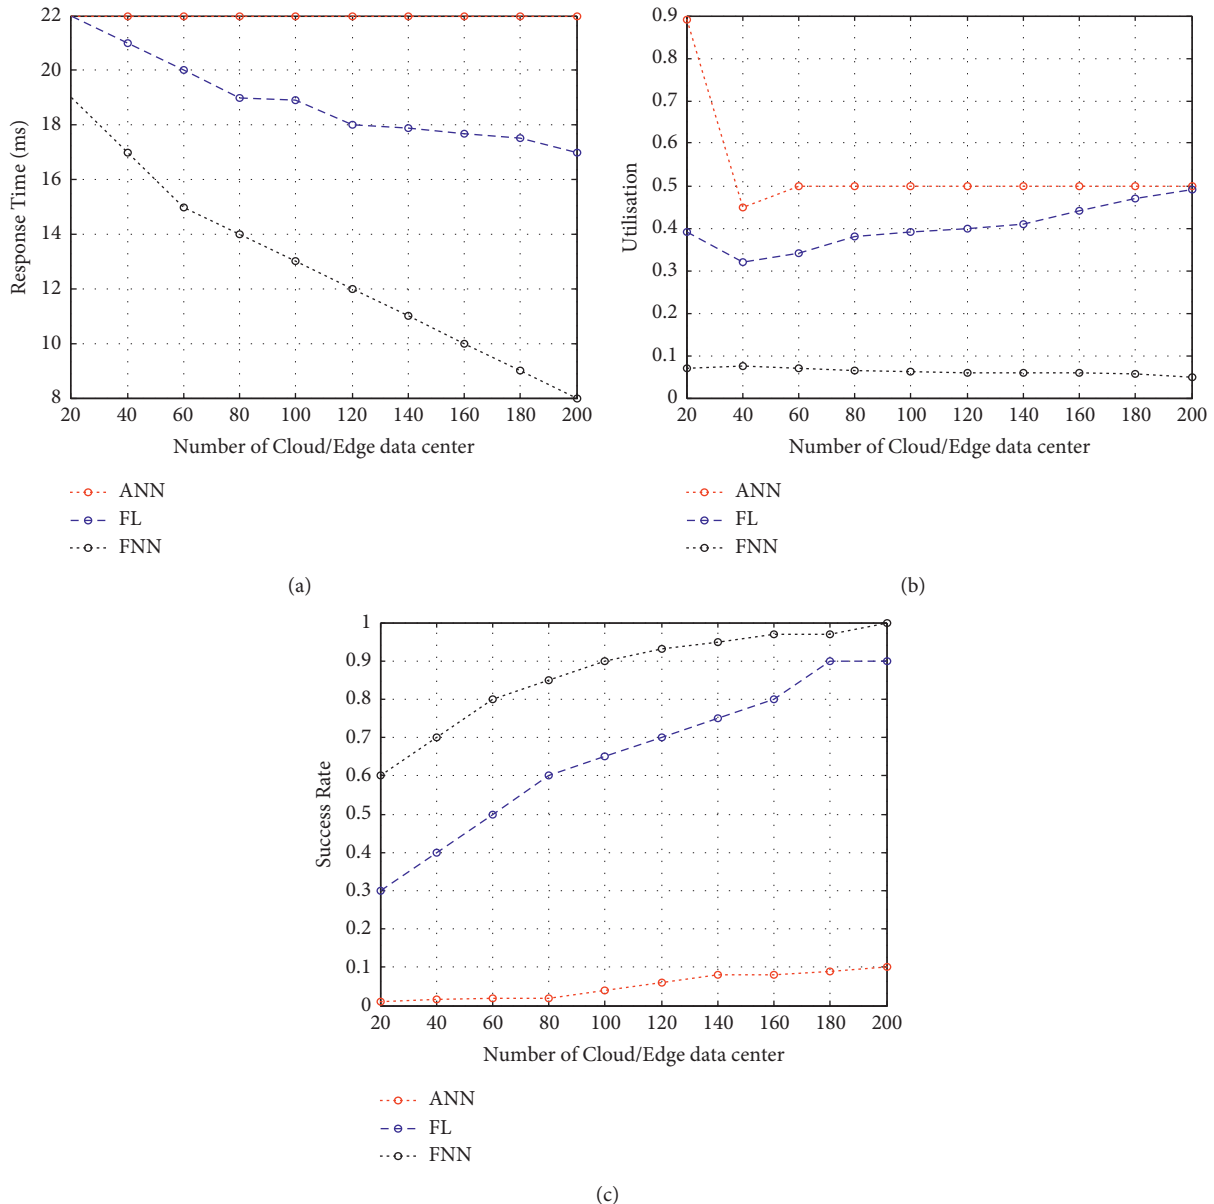 22
20
18
16
14
12
10
8
Response Time (ms)
20 40 60 80 100 120 140 160 180 200
Number of Cloud/Edge data center
ANN
FL
FNN
(a)
0.9
0.8
0.7
0.6
0.5
0.4
0.3
0.2
0.1
0
Utilisation
20 40 60 80 100 120 140 160 180 200
Number of Cloud/Edge data center
ANN
FL
FNN
(b)
1
0.9
0.8
0.7
0.6
0.5
0.4
0.3
0.2
0.1
0
Success Rate
20 40 60 80 100 120 140 160 180 200
Number of Cloud/Edge data center
ANN
FL
FNN
(c)